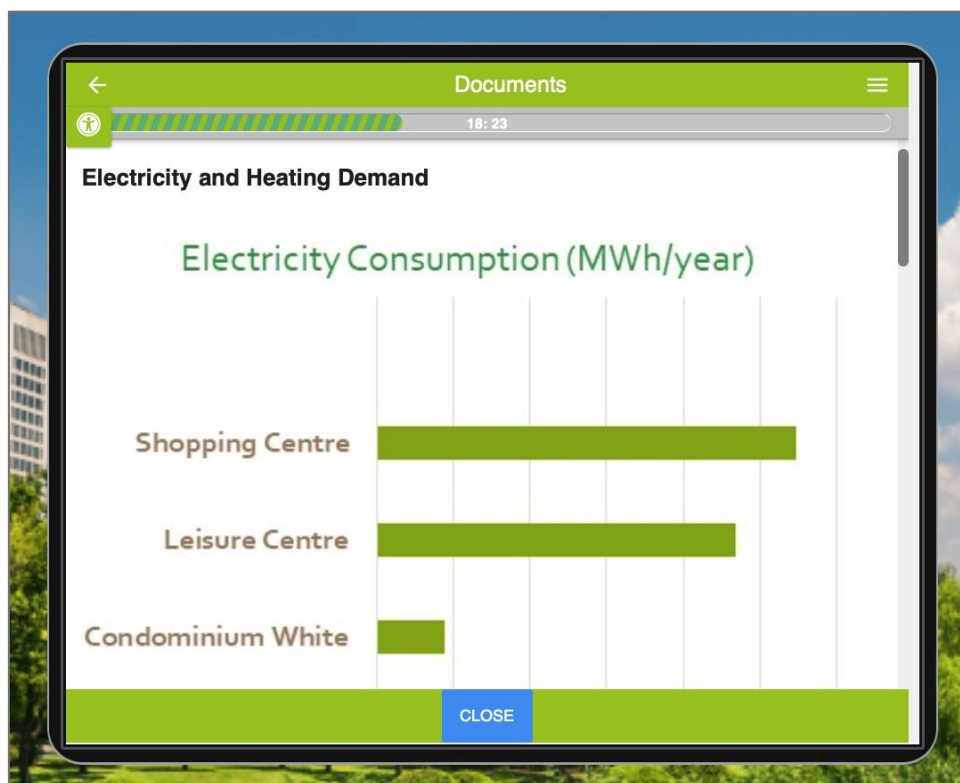 Documents
18: 23
Electricity and Heating Demand
Electricity Consumption (MWh/year)
Shopping Centre
Leisure Centre
Condominium White
CLOSE